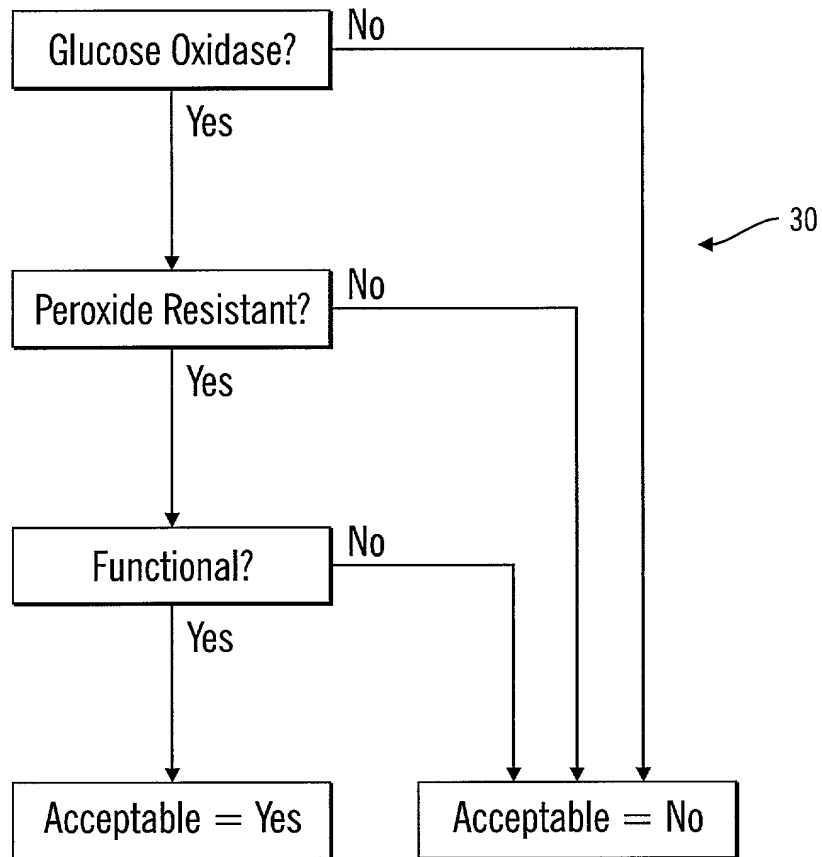 Glucose Oxidase?
No
Yes
30
Peroxide Resistant?
No
Yes
Functional?
No
Yes
Acceptable = Yes
Acceptable = No